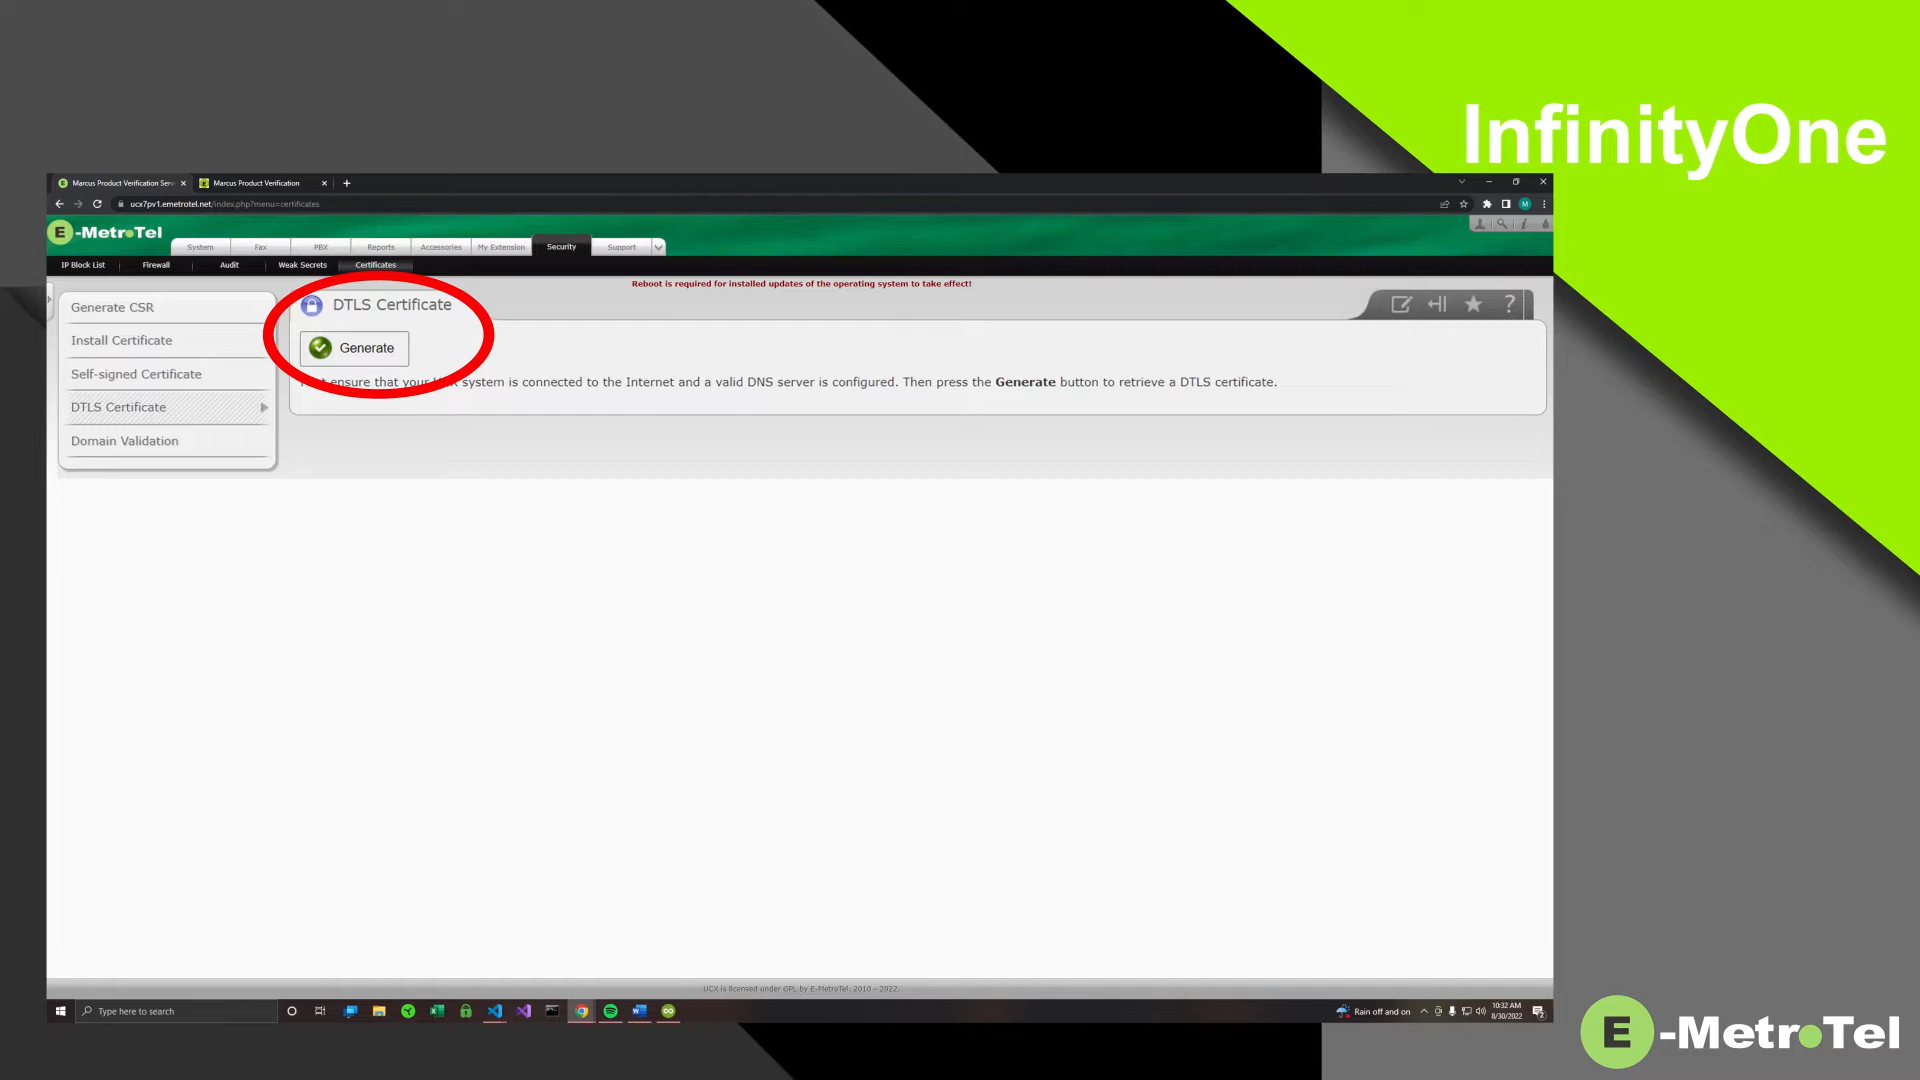 InfinityOne
Marcus Product Verification Serv
Marcus Product Verification
ucx7pv1.emetrotel.net/index.php?menu=certificates
E-MetroTel
System
Fax
PBX
Reports
Accessories
My Extension
Security
Support
IP Block List
Firewall
Audit
Weak Secrets
Certificates
Reboot is required for installed updates of the operating system to take effect!
Generate CSR
Install Certificate
Self-signed Certificate
DTLS Certificate
Domain Validation
DTLS Certificate
Generate
ensure that your system is connected to the Internet and a valid DNS server is configured. Then press the Generate button to retrieve a DTLS certificate.
UCX is licensed under GPL by E-MetroTel. 2010 - 2022.
Type here to search
Rain off and on
10:32 AM
8/30/2022
E-MetroTel